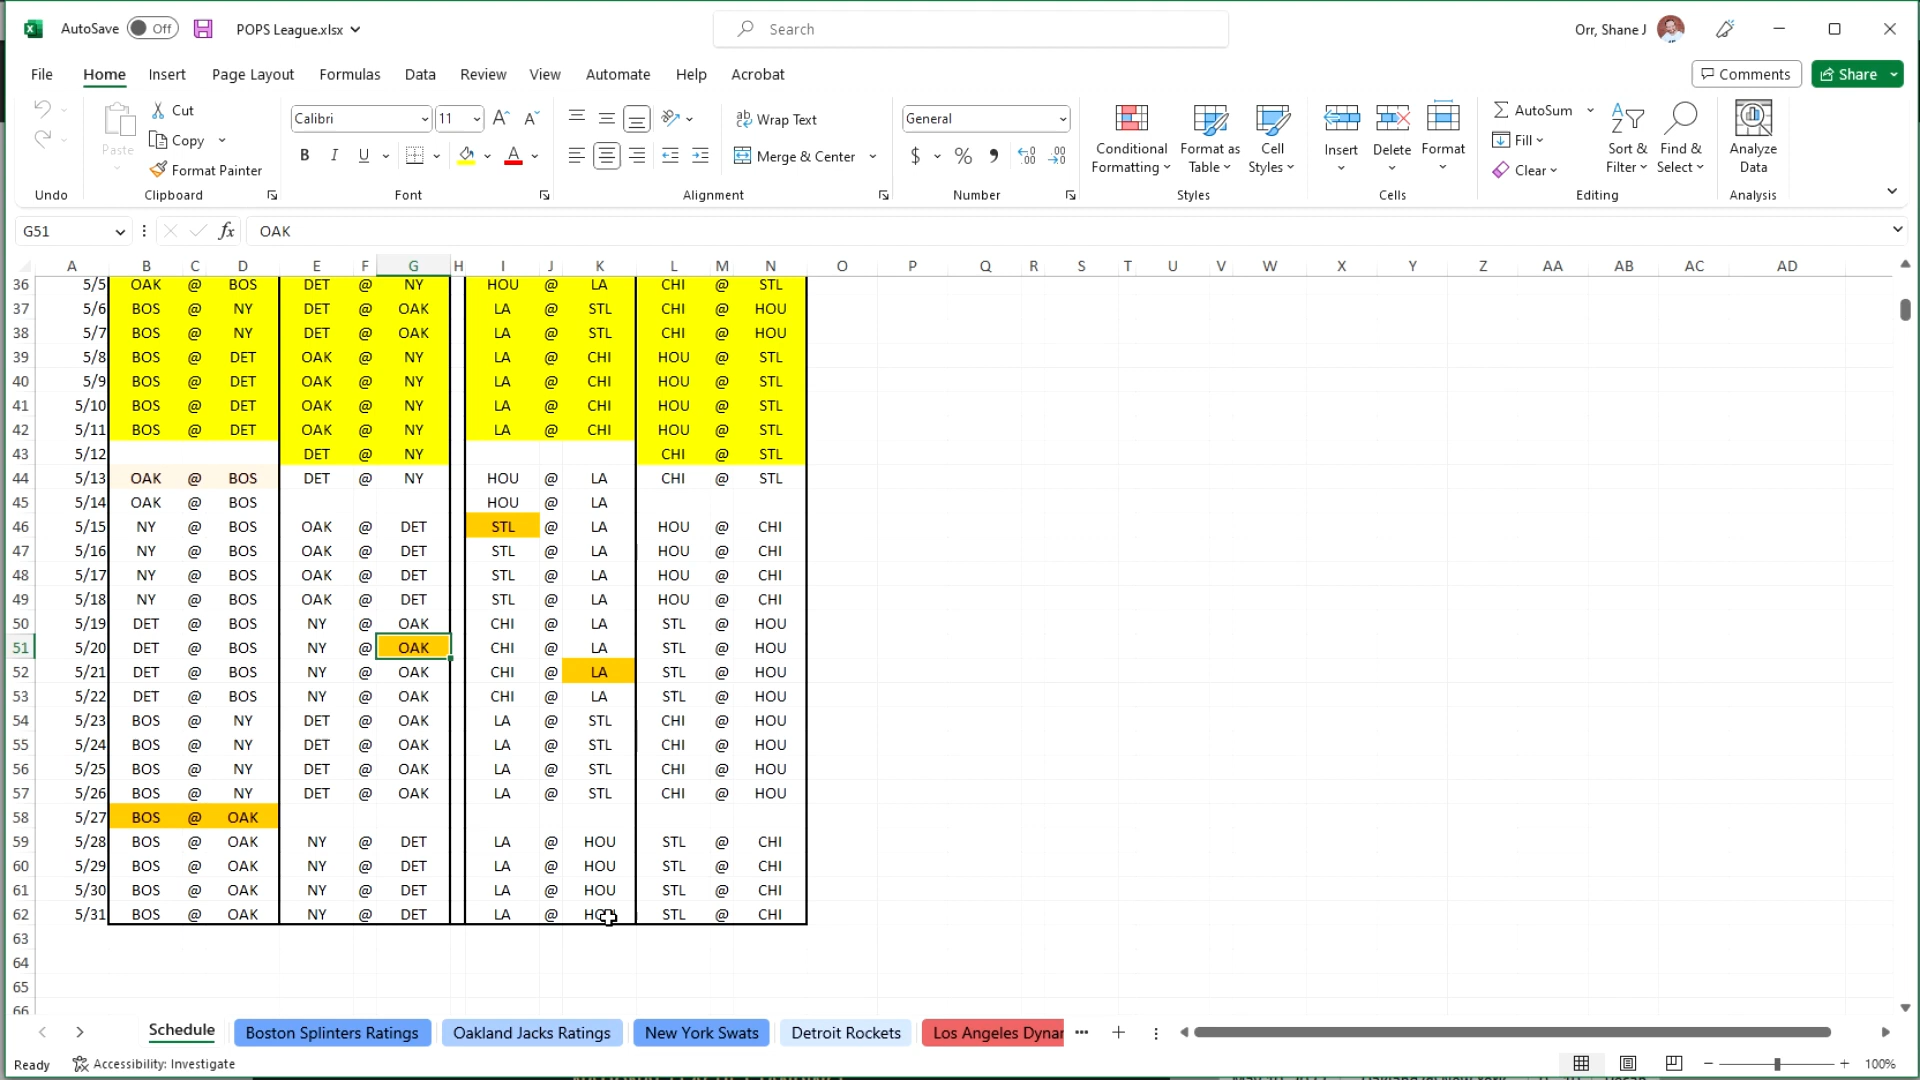 AutoSave Off POPS League.xlsx Search Orr, Shane J
File Home Insert Page Layout Formulas Data Review View Automate Help Acrobat Comments Share
Paste Cut Copy Format Painter
Calibri 11 Wrap Text General
B I U Merge & Center $ % 9
Conditional Formatting Format as Table Cell Styles Insert Delete Format
AutoSum Fill Clear Sort & Filter Find & Select Analyze Data
Undo Clipboard Font Alignment Number Styles Cells Editing Analysis
G51 fx OAK
A B C D E F G H I J K L M N O P Q R S T U V W X Y Z AA AB AC AD
36 5/5 OAK @ BOS DET @ NY HOU @ LA CHI @ STL
37 5/6 BOS @ NY DET @ OAK LA @ STL CHI @ HOU
38 5/7 BOS @ NY DET @ OAK LA @ STL CHI @ HOU
39 5/8 BOS @ DET OAK @ NY LA @ CHI HOU @ STL
40 5/9 BOS @ DET OAK @ NY LA @ CHI HOU @ STL
41 5/10 BOS @ DET OAK @ NY LA @ CHI HOU @ STL
42 5/11 BOS @ DET OAK @ NY LA @ CHI HOU @ STL
43 5/12 DET @ NY CHI @ STL
44 5/13 OAK @ BOS DET @ NY HOU @ LA CHI @ STL
45 5/14 OAK @ BOS HOU @ LA
46 5/15 NY @ BOS OAK @ DET STL @ LA HOU @ CHI
47 5/16 NY @ BOS OAK @ DET STL @ LA HOU @ CHI
48 5/17 NY @ BOS OAK @ DET STL @ LA HOU @ CHI
49 5/18 NY @ BOS OAK @ DET STL @ LA HOU @ CHI
50 5/19 DET @ BOS NY @ OAK CHI @ LA STL @ HOU
51 5/20 DET @ BOS NY @ OAK CHI @ LA STL @ HOU
52 5/21 DET @ BOS NY @ OAK CHI @ LA STL @ HOU
53 5/22 DET @ BOS NY @ OAK CHI @ LA STL @ HOU
54 5/23 BOS @ NY DET @ OAK LA @ STL CHI @ HOU
55 5/24 BOS @ NY DET @ OAK LA @ STL CHI @ HOU
56 5/25 BOS @ NY DET @ OAK LA @ STL CHI @ HOU
57 5/26 BOS @ NY DET @ OAK LA @ STL CHI @ HOU
58 5/27 BOS @ OAK
59 5/28 BOS @ OAK NY @ DET LA @ HOU STL @ CHI
60 5/29 BOS @ OAK NY @ DET LA @ HOU STL @ CHI
61 5/30 BOS @ OAK NY @ DET LA @ HOU STL @ CHI
62 5/31 BOS @ OAK NY @ DET LA @ HOU STL @ CHI
63
64
65
66
Schedule Boston Splinters Ratings Oakland Jacks Ratings New York Swats Detroit Rockets Los Angeles Dynar
Ready Accessibility: Investigate 100%